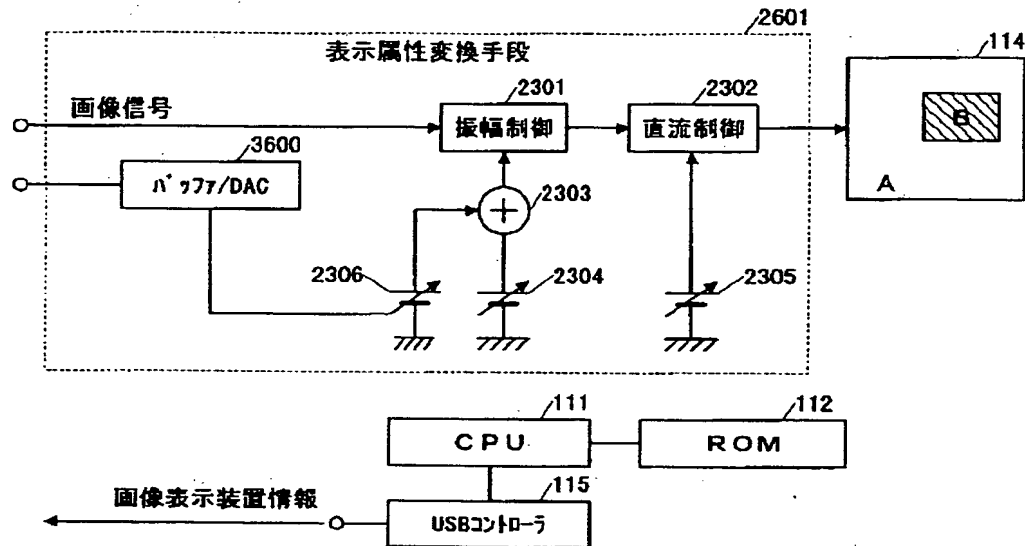 2601
表示属性変換手段
114
画像信号
2301
振幅制御
2302
直流制御
B
A
3600
バッファ/DAC
2303
2306
2304
2305
111
CPU
112
ROM
115
画像表示装置情報
USBコントローラ